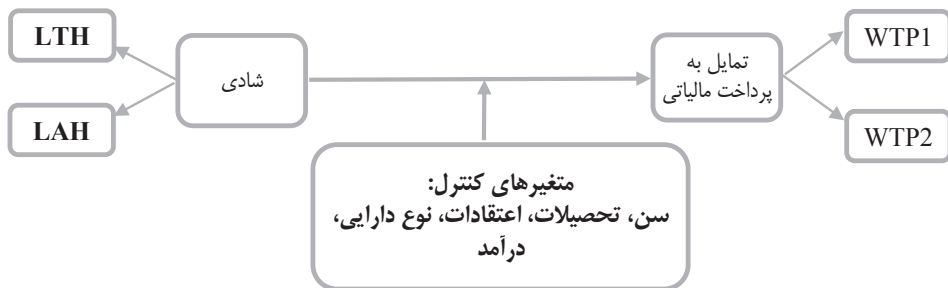 LTH
LAH
شادی
تمایل به
پرداخت مالیاتی
WTP1
WTP2
متغیرهای کنترل:
سن، تحصیلات، اعتقادات، نوع دارایی،
درآمد